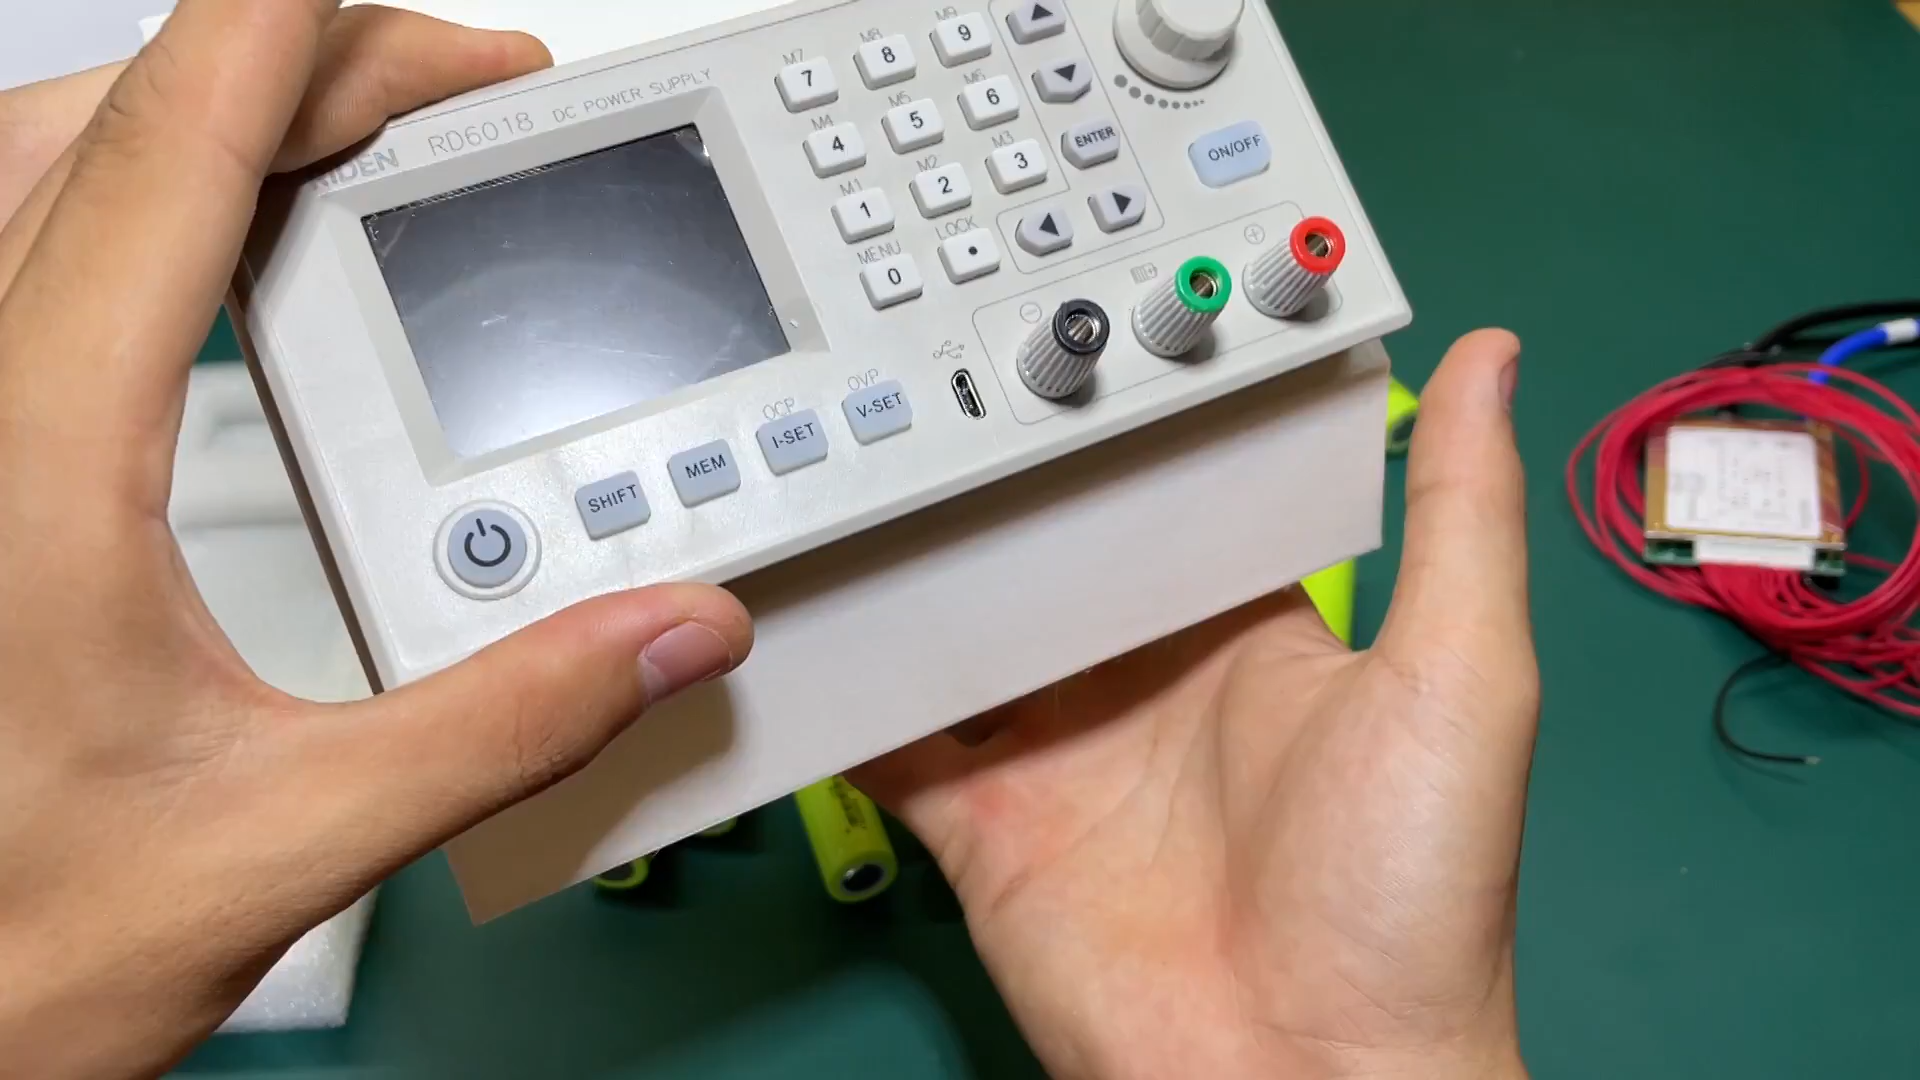 RIDEN RD6018 DC POWER SUPPLY
M7 M8 M9
7 8 9
M4 M5 M6
4 5 6
M1 M2 M3
1 2 3
MENU LOCK
0 •
ENTER
ON/OFF
OCP OVP
SHIFT MEM I-SET V-SET